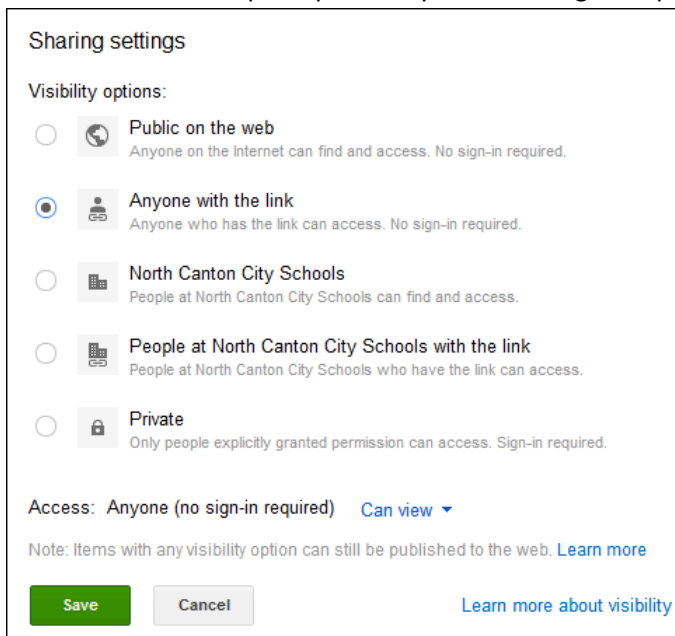 Sharing settings
Visibility options:
Public on the web
Anyone on the Internet can find and access. No sign-in required.
Anyone with the link
Anyone who has the link can access. No sign-in required.
North Canton City Schools
People at North Canton City Schools can find and access.
People at North Canton City Schools with the link
People at North Canton City Schools who have the link can access.
Private
Only people explicitly granted permission can access. Sign-in required.
Access: Anyone (no sign-in required) Can view
Note: Items with any visibility option can still be published to the web. Learn more
Save Cancel Learn more about visibility